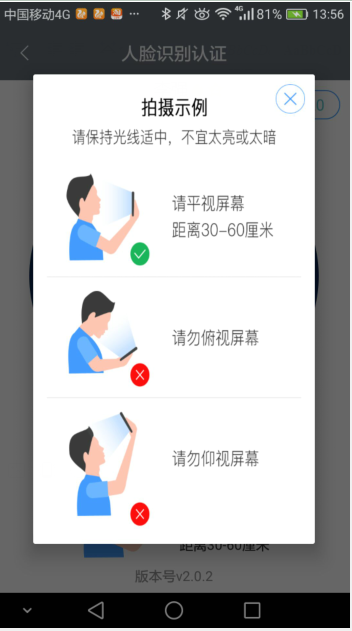 中国移动4G ··· 4G 81% 13:56
人脸识别认证
拍摄示例
请保持光线适中，不宜太亮或太暗
请平视屏幕
距离30-60厘米
请勿俯视屏幕
请勿仰视屏幕
距离30-60厘米
版本号v2.0.2